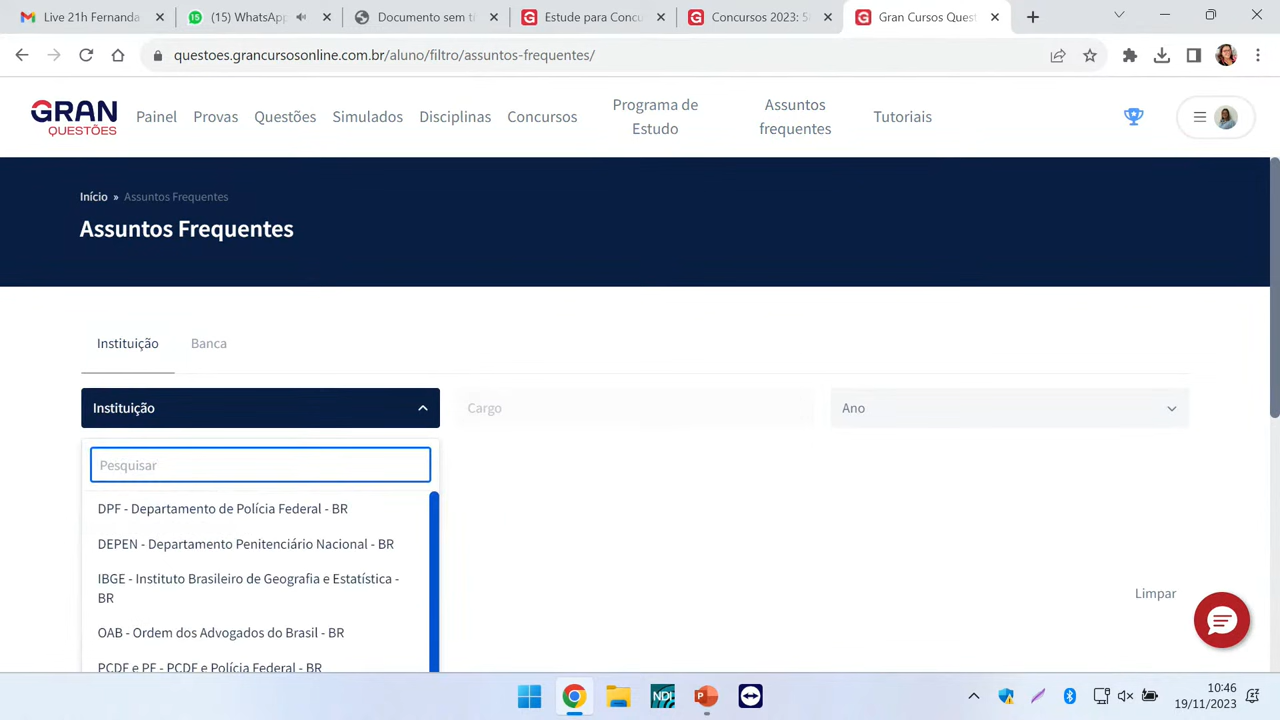 Live 21h Fernanda
(15) WhatsApp
Documento sem tí
Estude para Conc
Concursos 2023: S
Gran Cursos Ques
questoes.grancursosonline.com.br/aluno/filtro/assuntos-frequentes/
GRAN
QUESTÕES
Painel
Provas
Questões
Simulados
Disciplinas
Concursos
Programa de
Estudo
Assuntos
frequentes
Tutoriais
Início » Assuntos Frequentes
Assuntos Frequentes
Instituição
Banca
Instituição
Cargo
Ano
Pesquisar
DPF - Departamento de Polícia Federal - BR
DEPEN - Departamento Penitenciário Nacional - BR
IBGE - Instituto Brasileiro de Geografia e Estatística -
BR
OAB - Ordem dos Advogados do Brasil - BR
PCDF e PF - PCDF e Polícia Federal - BR
Limpar
NDI
10:46
19/11/2023